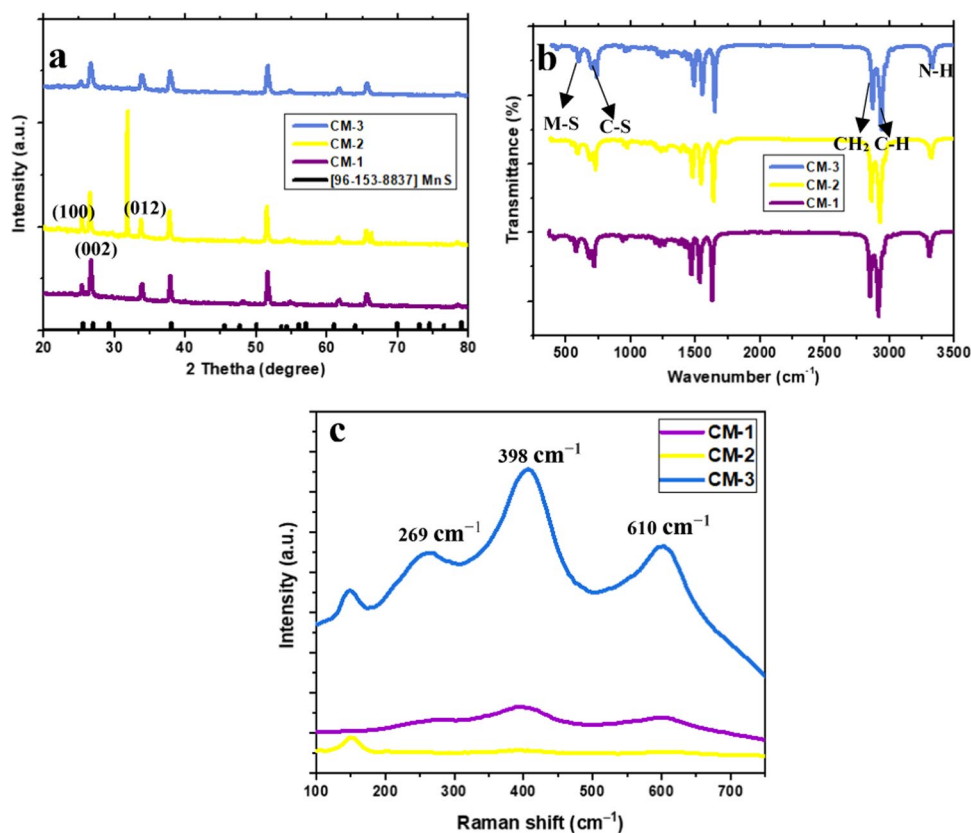 a
Intensity (a.u.)
CM-3
CM-2
CM-1
[96-153-8837] MnS
(100)
(012)
(002)
20 30 40 50 60 70 80
2 Thetha (degree)
b
Transmittance (%)
N-H
M-S
C-S
CH₂ C-H
CM-3
CM-2
CM-1
500 1000 1500 2000 2500 3000 3500
Wavenumber (cm⁻¹)
c
Intensity (a.u.)
CM-1
CM-2
CM-3
398 cm⁻¹
269 cm⁻¹
610 cm⁻¹
100 200 300 400 500 600 700
Raman shift (cm⁻¹)